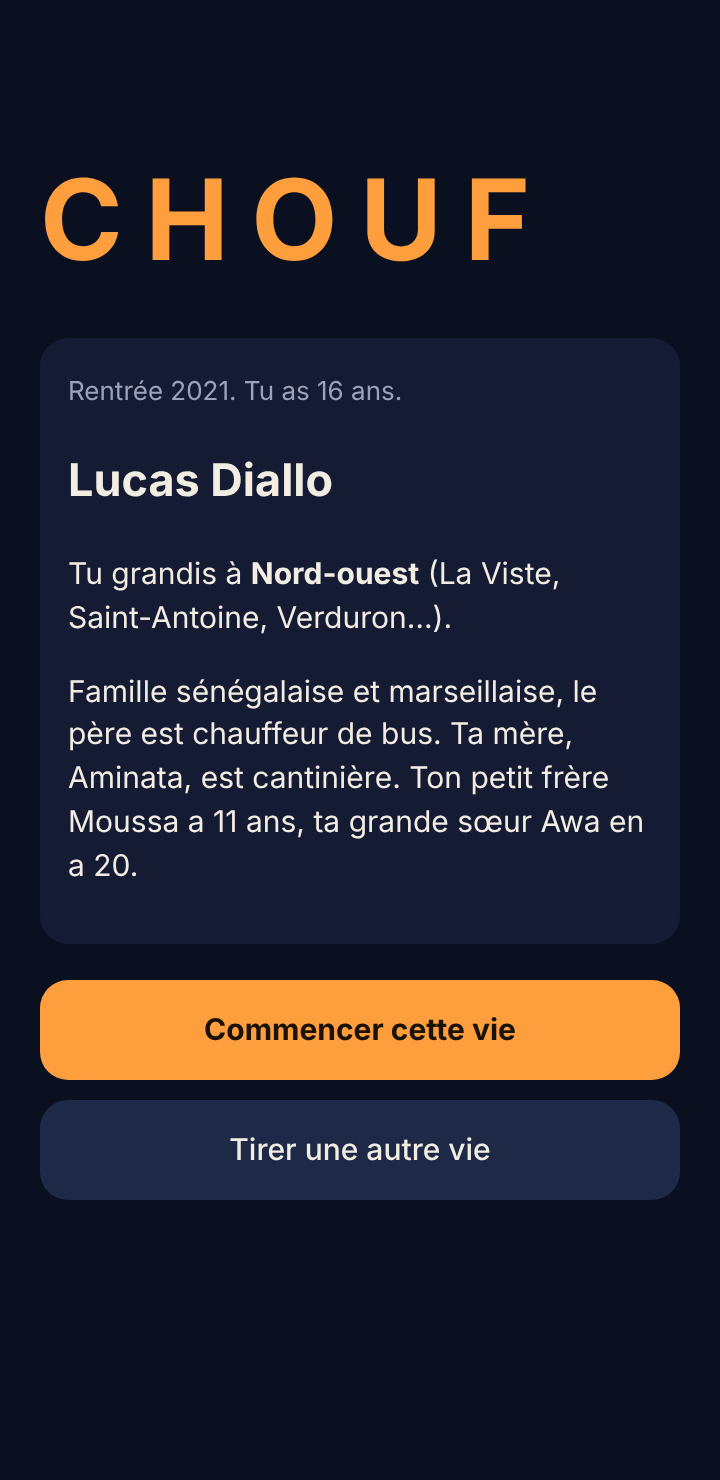 CHOUF
Rentrée 2021. Tu as 16 ans.
Lucas Diallo
Tu grandis à Nord-ouest (La Viste,
Saint-Antoine, Verduron…).
Famille sénégalaise et marseillaise, le
père est chauffeur de bus. Ta mère,
Aminata, est cantinière. Ton petit frère
Moussa a 11 ans, ta grande sœur Awa en
a 20.
Commencer cette vie
Tirer une autre vie